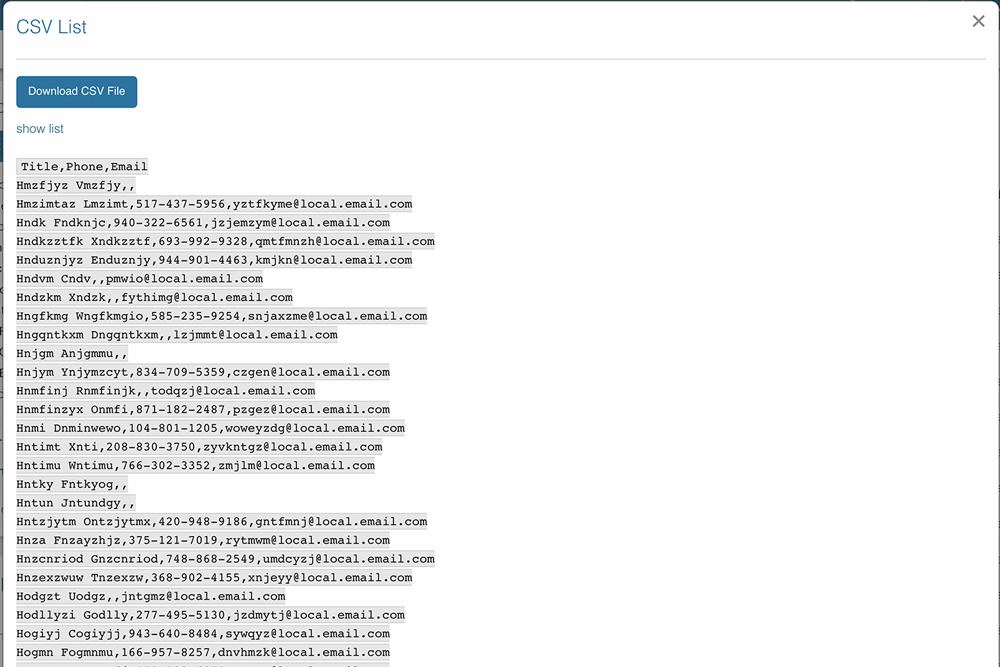 CSV List
Download CSV File
show list
Title,Phone,Email
Hmzfjyz Vmzfjy,,
Hmzimtaz Lmzimt,517-437-5956,yztfkyme@local.email.com
Hndk Fndknjc,940-322-6561,jzjemzym@local.email.com
Hndkzztfk Xndkzztf,693-992-9328,qmtfmnzh@local.email.com
Hnduznjyz Enduznjy,944-901-4463,kmjkn@local.email.com
Hndvm Cndv,,pmwio@local.email.com
Hndzkm Xndzk,,fythimg@local.email.com
Hngfkmg Wngfkmgio,585-235-9254,snjaxzme@local.email.com
Hngqntkxm Dngqntkxm,,lzjmmt@local.email.com
Hnjgm Anjgmmu,,
Hnjym Ynjymzcyt,834-709-5359,czgen@local.email.com
Hnmfinj Rnmfinjk,,todqzj@local.email.com
Hnmfinzyx Onmfi,871-182-2487,pzgez@local.email.com
Hnmi Dnminwewo,104-801-1205,woweyzdg@local.email.com
Hntimt Xnti,208-830-3750,zyvkntgz@local.email.com
Hntimu Wntimu,766-302-3352,zmjlm@local.email.com
Hntky Fntkyog,,
Hntun Jntundgy,,
Hntzjytm Ontzjytmx,420-948-9186,gntfmnj@local.email.com
Hnza Fnzayzhjz,375-121-7019,rytmwm@local.email.com
Hnzcnriod Gnzcnriod,748-868-2549,umdcyzj@local.email.com
Hnzexzwuw Tnzexzw,368-902-4155,xnjeyy@local.email.com
Hodgzt Uodgz,,jntgmz@local.email.com
Hodllyzi Godlly,277-495-5130,jzdmytj@local.email.com
Hogiyj Cogiyjj,943-640-8484,sywqyz@local.email.com
Hogmn Fogmnmu,166-957-8257,dnvhmzk@local.email.com